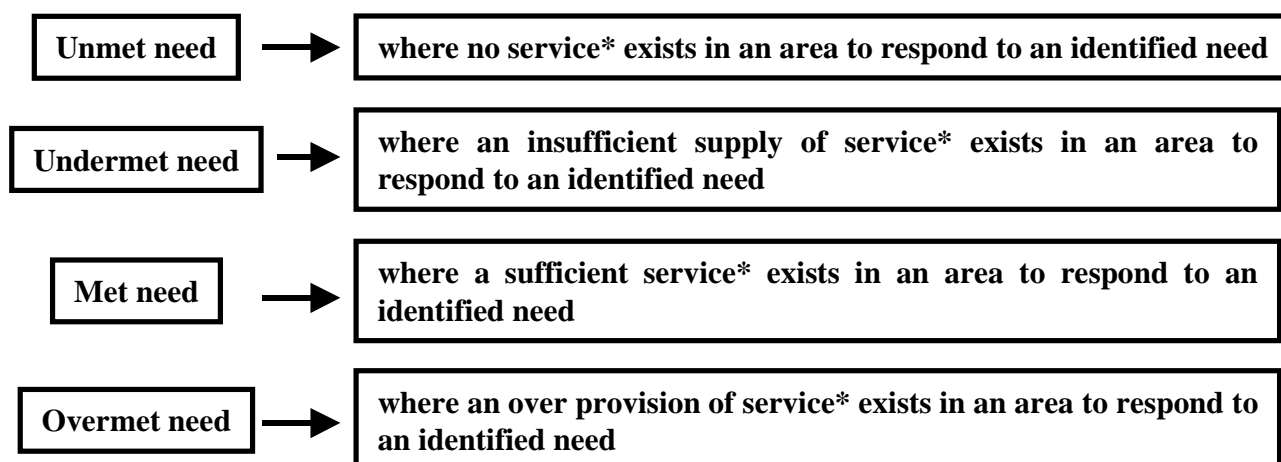 Unmet need
where no service* exists in an area to respond to an identified need
Undermet need
where an insufficient supply of service* exists in an area to
respond to an identified need
Met need
where a sufficient service* exists in an area to respond to an
identified need
Overmet need
where an over provision of service* exists in an area to respond to
an identified need